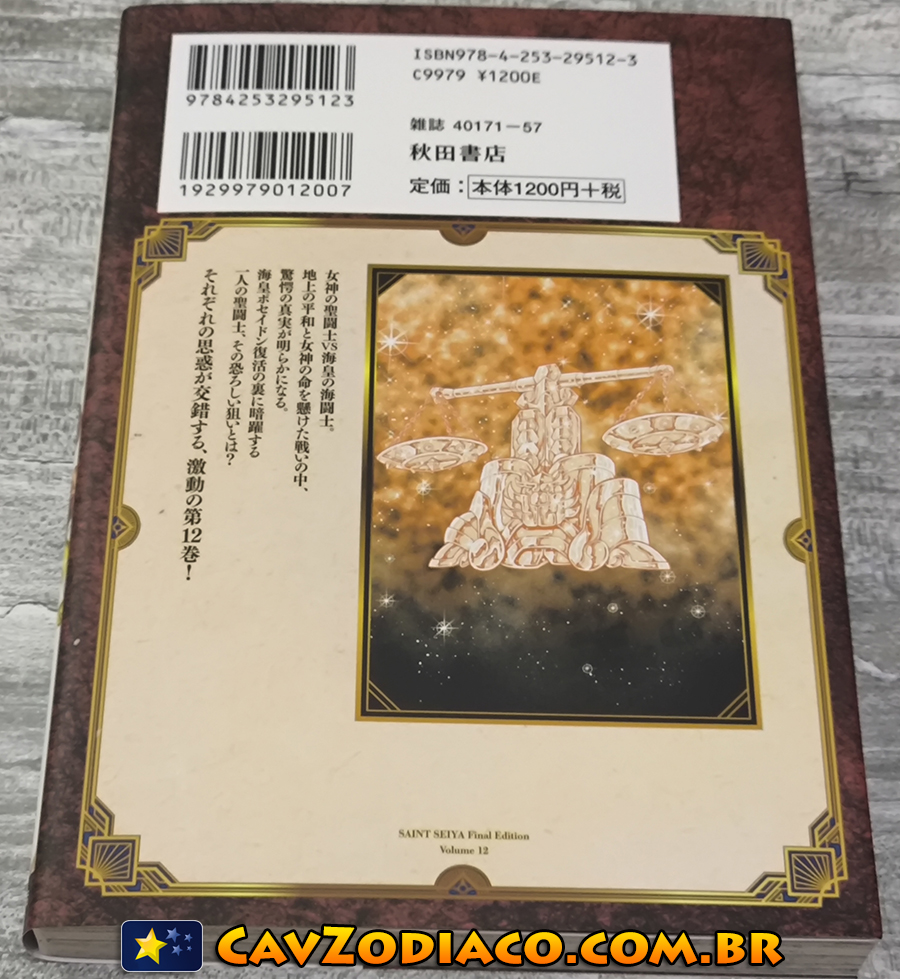 ISBN978-4-253-29512-3
C9979 ¥1200E
9784253295123
雑誌 40171-57
秋田書店
1929979012007
定価：本体1200円+税
女神の聖闘士VS海皇の海闘士。
地上の平和と女神の命を懸けた戦いの中、
驚愕の真実が明らかになる。
海皇ポセイドン復活の裏に暗躍する
一人の聖闘士、その恐ろしい狙いとは？
それぞれの思惑が交錯する、激動の第12巻！
SAINT SEIYA Final Edition
Volume 12
CAVZODIACO.COM.BR